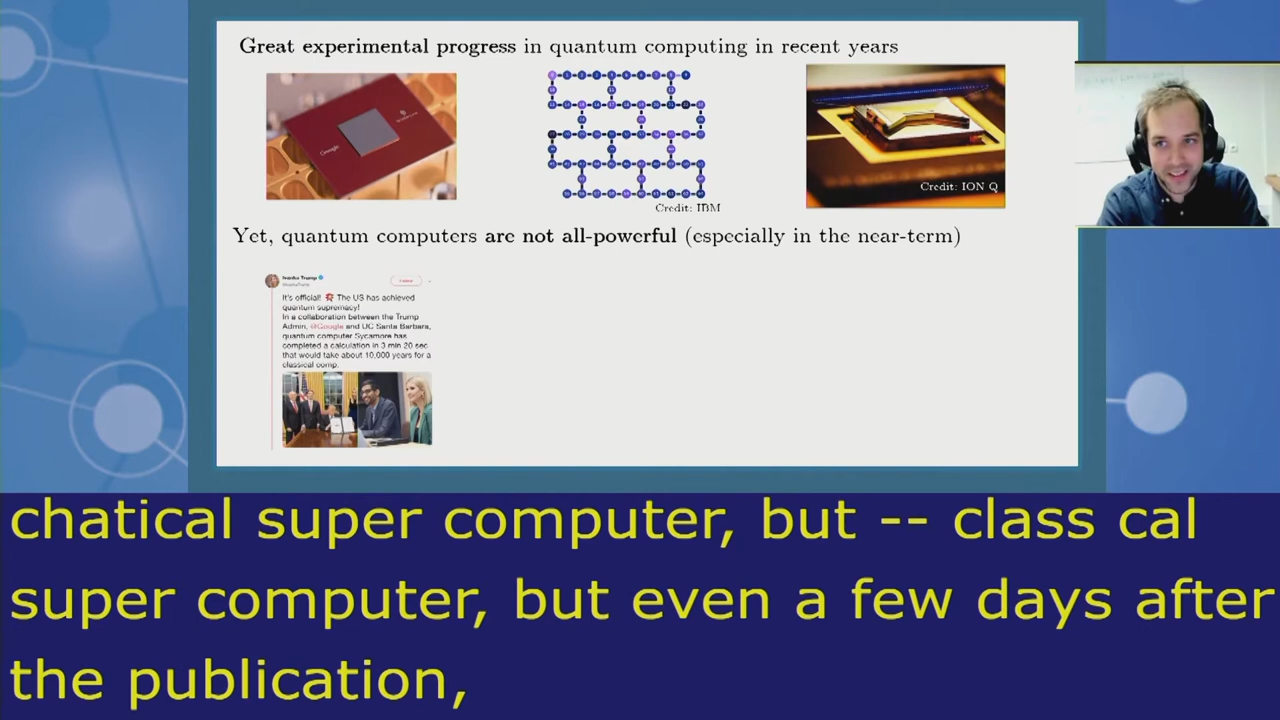 Great experimental progress in quantum computing in recent years
Google
Credit: IBM
Credit: ION Q
Yet, quantum computers are not all-powerful (especially in the near-term)
Ivanka Trump
It's official! The US has achieved
quantum supremacy!
In a collaboration between the Trump
Admin, @Google and UC Santa Barbara,
quantum computer Sycamore has
completed a calculation in 3 min 20 sec
that would take about 10,000 years for a
classical comp.
chatical super computer, but -- class cal
super computer, but even a few days after
the publication,